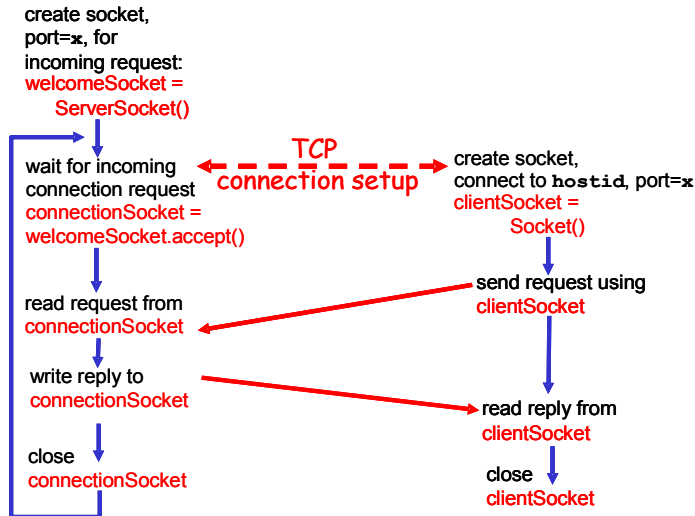 create socket,
port=x, for
incoming request:
welcomeSocket =
ServerSocket()
wait for incoming
connection request
connectionSocket =
welcomeSocket.accept()
read request from
connectionSocket
write reply to
connectionSocket
close
connectionSocket
TCP
connection setup
create socket,
connect to hostid, port=x
clientSocket =
Socket()
send request using
clientSocket
read reply from
clientSocket
close
clientSocket